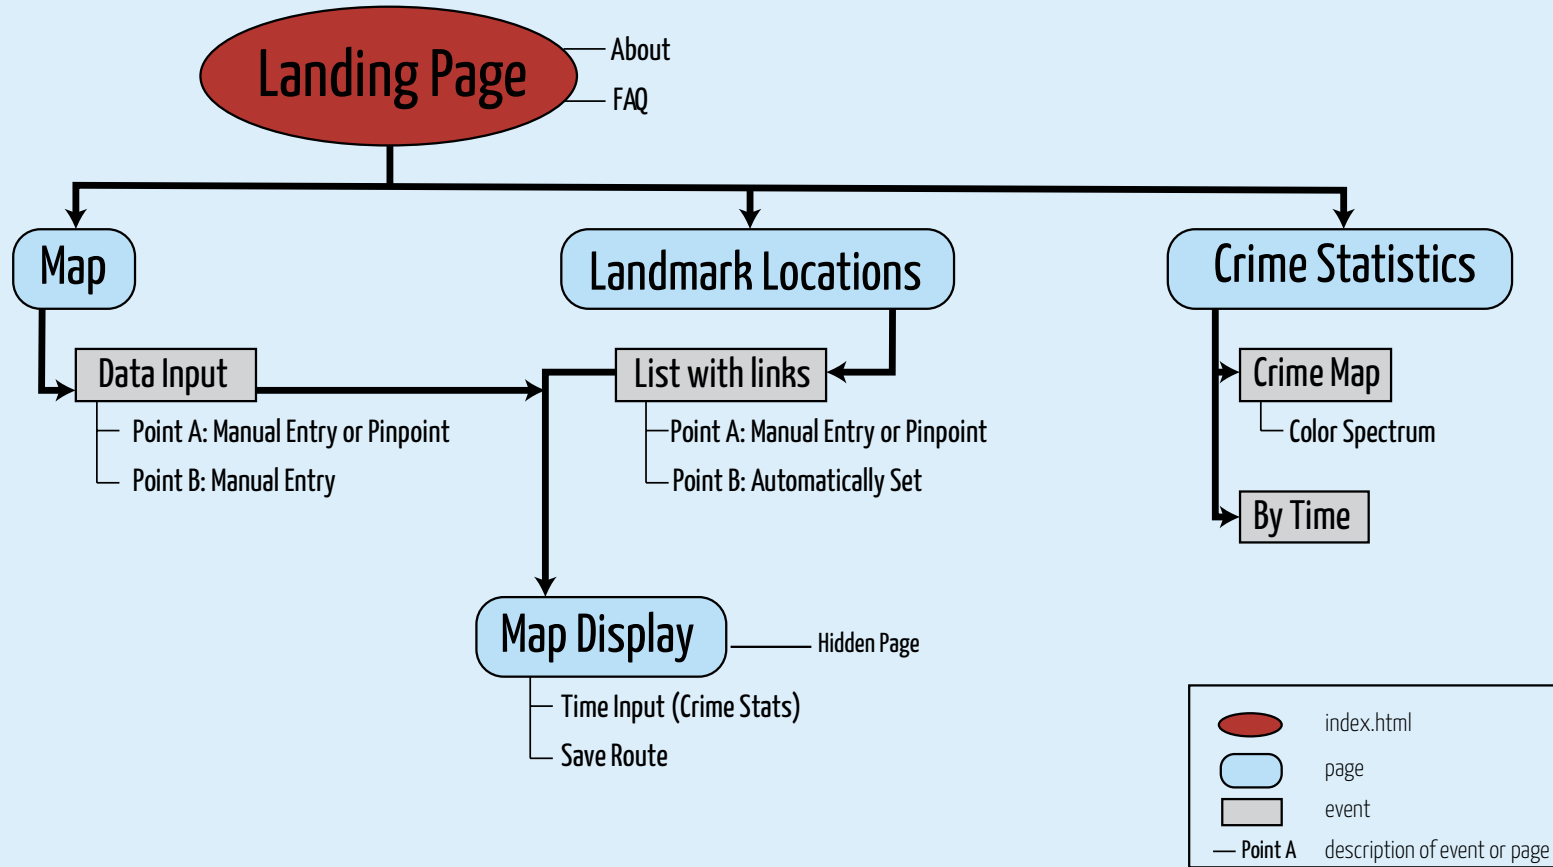 Landing Page
About
FAQ
Map
Landmark Locations
Crime Statistics
Data Input
Point A: Manual Entry or Pinpoint
Point B: Manual Entry
List with links
Point A: Manual Entry or Pinpoint
Point B: Automatically Set
Crime Map
Color Spectrum
By Time
Map Display
Hidden Page
Time Input (Crime Stats)
Save Route
index.html
page
event
Point A description of event or page